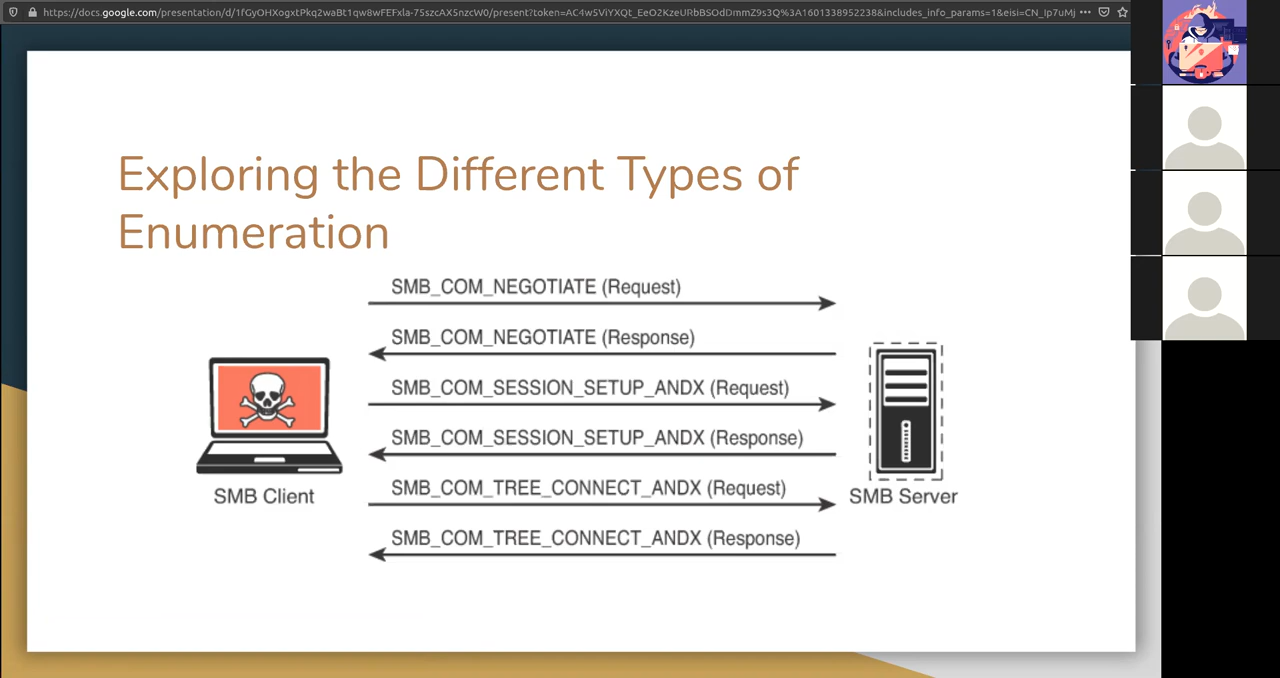 https://docs.google.com/presentation/d/1fGyOHXogxtPkq2waBt1qw8wFEFxla-75szcAX5nzcW0/present?token=AC4w5ViYXQt_EeO2KzeURbBSOdDmmZ9s3Q%3A1601338952238&includes_info_params=1&eisi=CN_Ip7uMj
Exploring the Different Types of
Enumeration
SMB_COM_NEGOTIATE (Request)
SMB_COM_NEGOTIATE (Response)
SMB_COM_SESSION_SETUP_ANDX (Request)
SMB_COM_SESSION_SETUP_ANDX (Response)
SMB_COM_TREE_CONNECT_ANDX (Request)
SMB_COM_TREE_CONNECT_ANDX (Response)
SMB Client
SMB Server